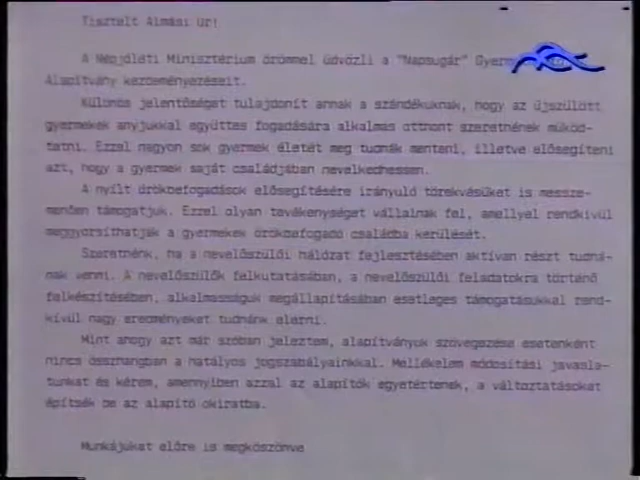 Tisztelt Almási Úr!
A Népjóléti Minisztérium örömmel üdvözli a "Napsugár"
Alapítvány kezdeményezéseit.
Különös jelentőséget tulajdonít annak a szándékuknak, hogy az újszülött
gyermekek anyjukkal együttes fogadására alkalmas otthont szeretnének működ-
tetni. Ezzel nagyon sok gyermek életét meg tudnák menteni, illetve elősegíteni
azt, hogy a gyermek saját családjában nevelkedhessen.
A nyílt örökbefogadások elősegítésére irányuló törekvésüket is messze-
menően támogatjuk. Ezzel olyan tevékenységet vállalnak fel, amellyel rendkívül
meggyorsíthatják a gyermekek örökbefogadó családba kerülését.
Szeretnénk, ha a nevelőszülői hálózat fejlesztésében aktívan részt tudná-
nak venni. A nevelőszülők felkutatásában, a nevelőszülői feladatokra történő
felkészítésében, alkalmasságuk megállapításában esetleges támogatásukkal rend-
kívül nagy eredményeket tudnánk elérni.
Mint ahogy azt már szóban jeleztem, alapítványuk szövegezése esetenként
nincs összhangban a hatályos jogszabályainkkal. Mellékelem módosítási javasla-
tunkat és kérem, amennyiben azzal az alapítók egyetértenek, a változtatásokat
építsék be az alapító okiratba.
Munkájukat előre is megköszönve